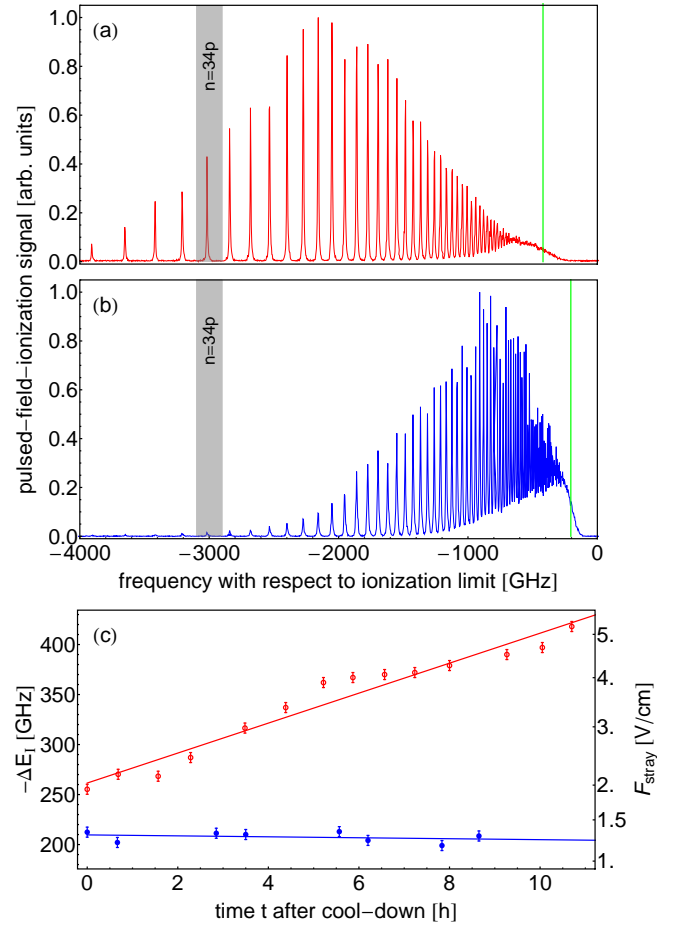 (a)
n=34p
1.0
0.8
0.6
0.4
0.2
0.0
(b)
n=34p
1.0
0.8
0.6
0.4
0.2
0.0
pulsed−field−ionization signal [arb. units]
−4000 −3000 −2000 −1000 0
frequency with respect to ionization limit [GHz]
(c)
400
350
300
250
200
−ΔE_I [GHz]
5.
4.
3.
2.
1.5
1.
F_stray [V/cm]
0 2 4 6 8 10
time t after cool−down [h]